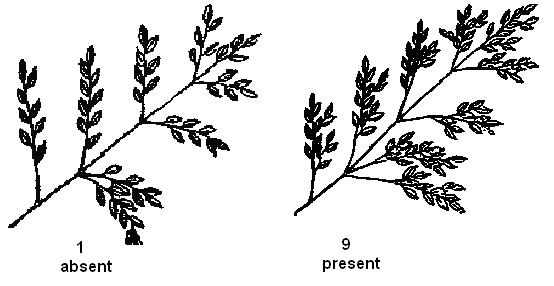 1
absent
9
present